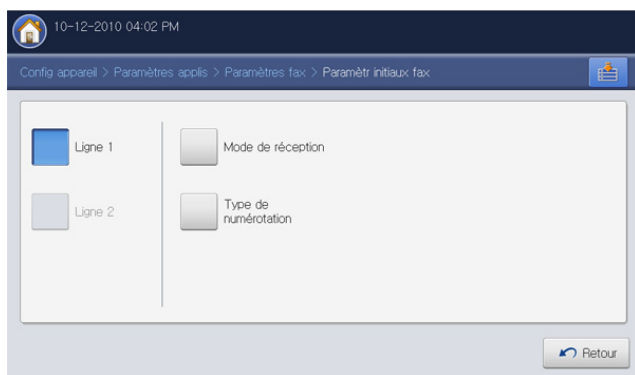 10-12-2010 04:02 PM
Config appareil > Paramètres applis > Paramètres fax > Paramètr initiaux fax
Ligne 1
Mode de réception
Ligne 2
Type de
numérotation
Retour